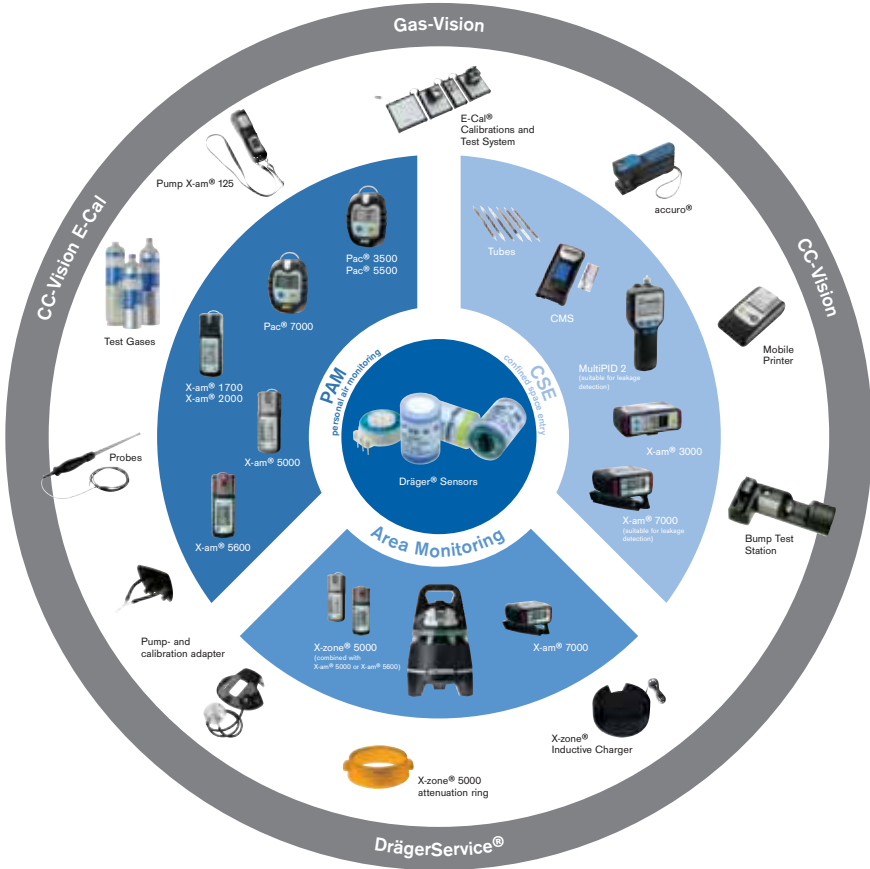 Gas-Vision
E-Cal®
Calibrations and
Test System
Pump X-am® 125
accuro®
CC-Vision E-Cal
CC-Vision
Pac® 3500
Pac® 5500
Tubes
Pac® 7000
CMS
Test Gases
Mobile
Printer
MultiPID 2
(suitable for leakage
detection)
X-am® 1700
X-am® 2000
PAM
personal air monitoring
CSE
confined space entry
X-am® 3000
Probes
X-am® 5000
Dräger® Sensors
X-am® 7000
(suitable for leakage
detection)
Bump Test
Station
X-am® 5600
Area Monitoring
Pump- and
calibration adapter
X-zone® 5000
(combined with
X-am® 5000 or X-am® 5600)
X-am® 7000
X-zone®
Inductive Charger
X-zone® 5000
attenuation ring
DrägerService®